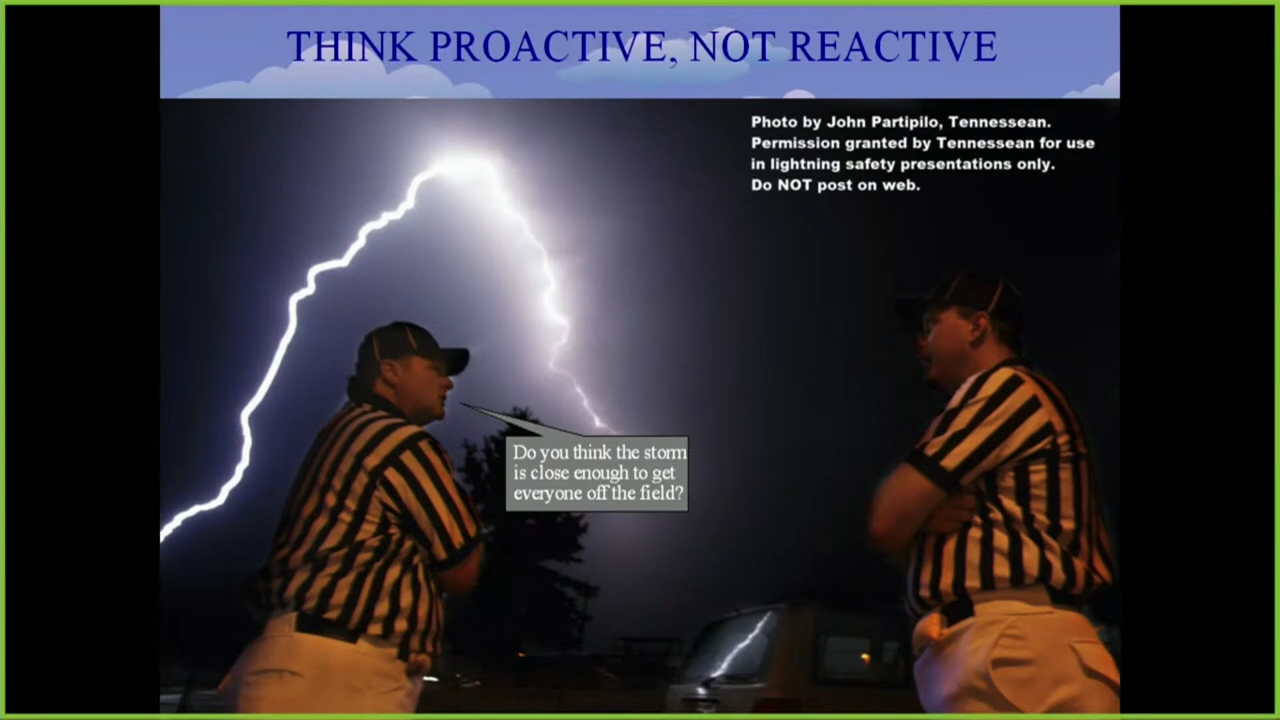 THINK PROACTIVE, NOT REACTIVE
Photo by John Partipilo, Tennessean.
Permission granted by Tennessean for use
in lightning safety presentations only.
Do NOT post on web.
Do you think the storm
is close enough to get
everyone off the field?